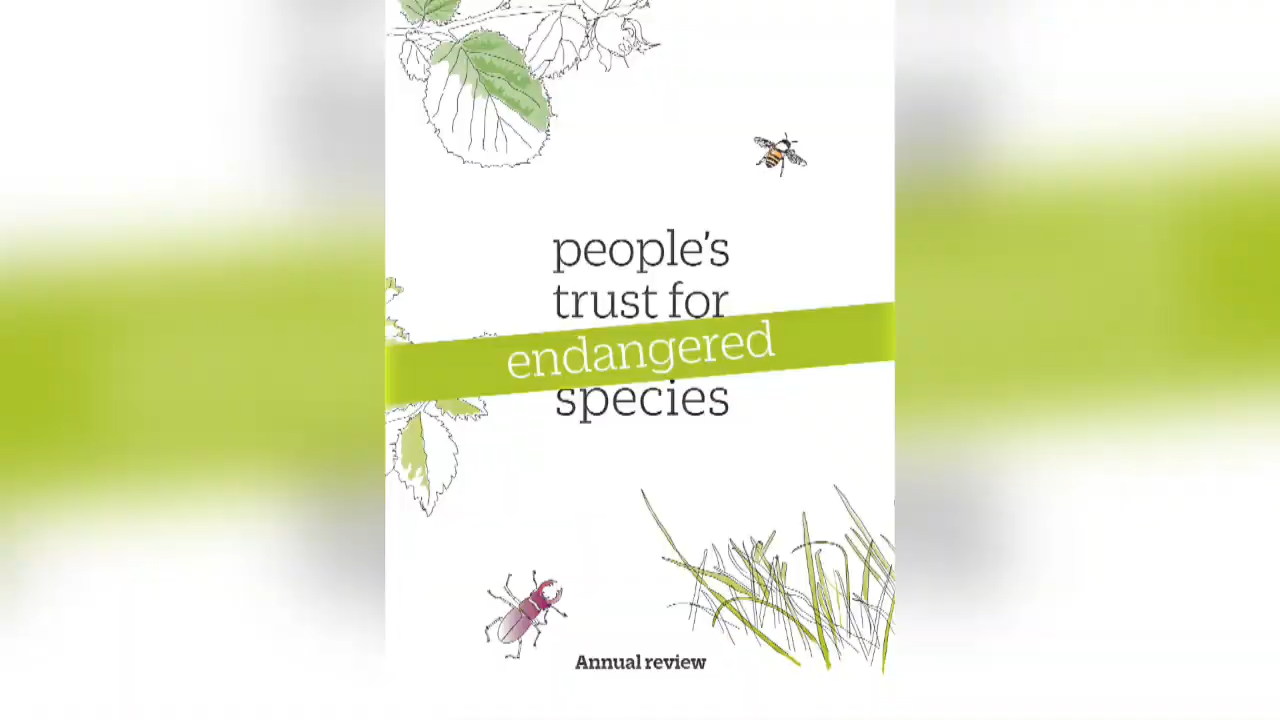 people's
trust for
endangered
species
Annual review